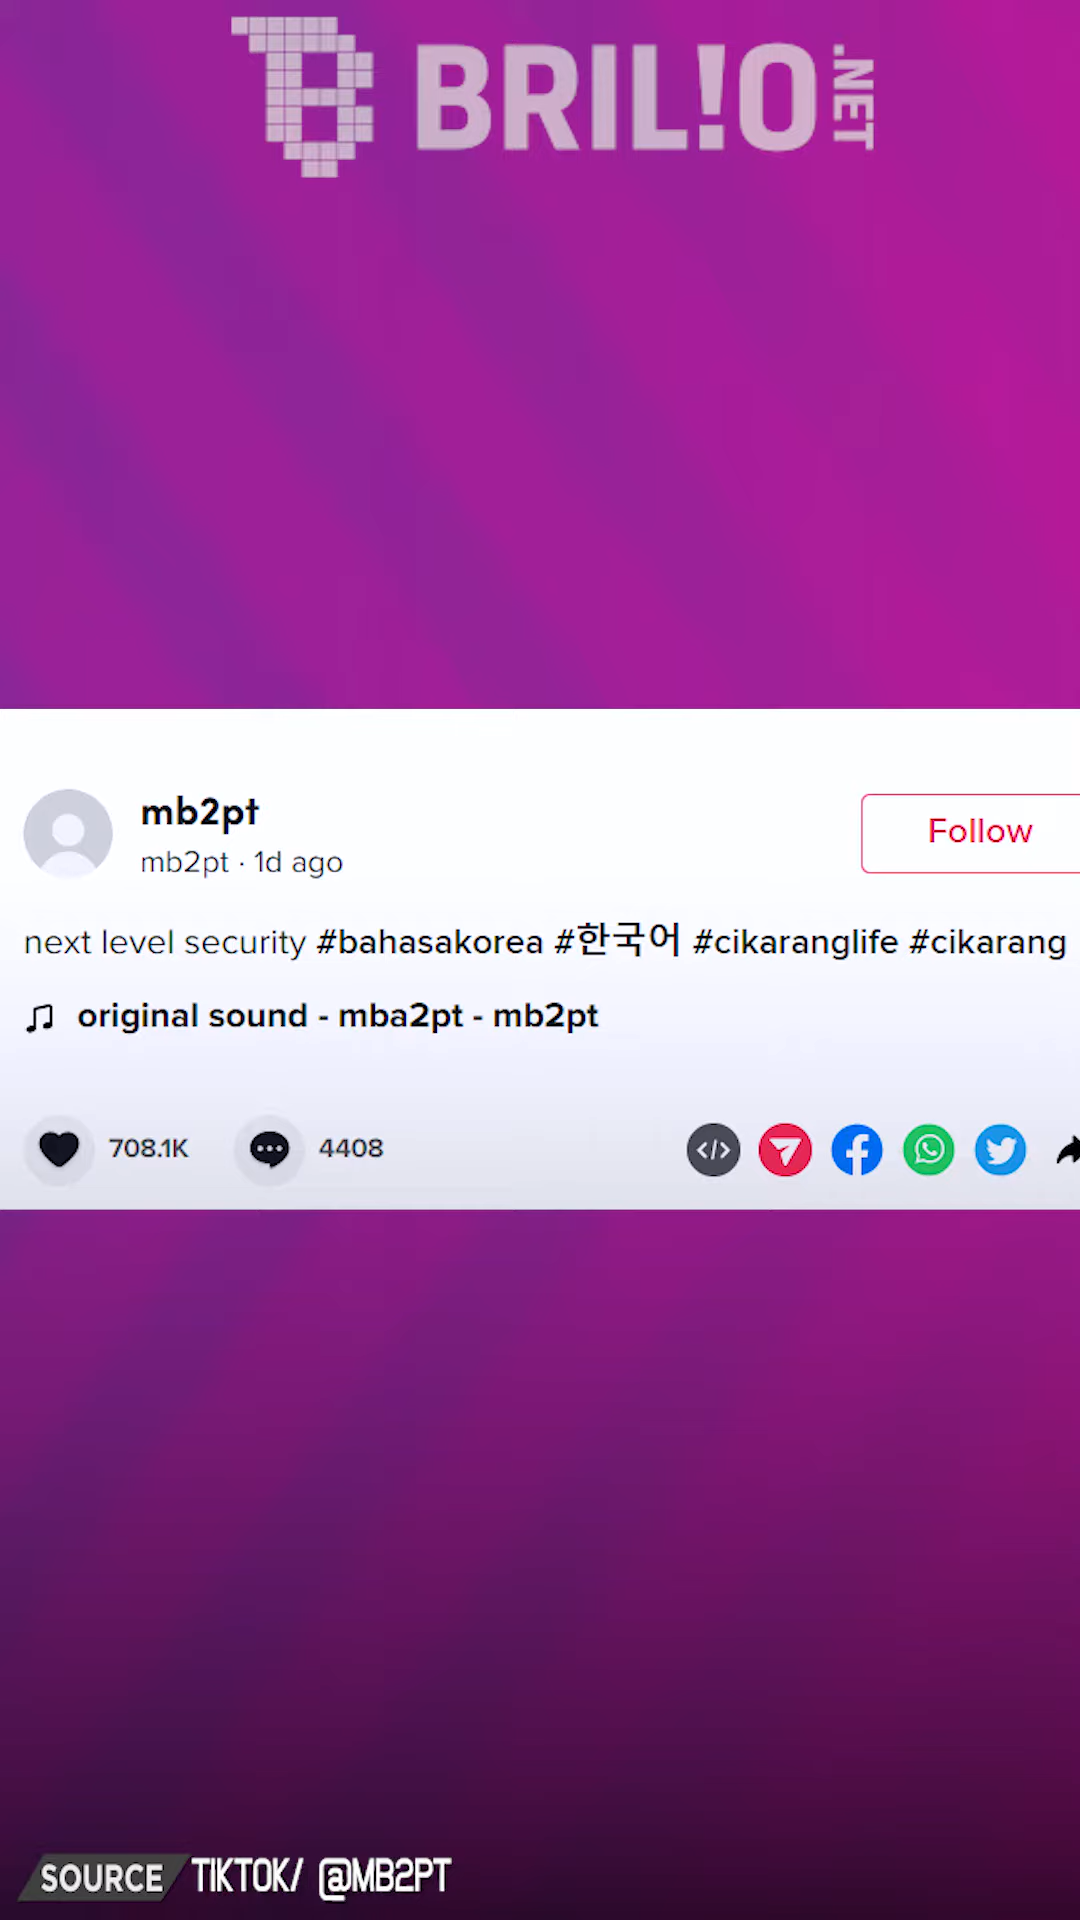 BRIL!O.NET
mb2pt
mb2pt · 1d ago
Follow
next level security #bahasakorea #한국어 #cikaranglife #cikarang
original sound - mba2pt - mb2pt
708.1K
4408
SOURCE TIKTOK/ @MB2PT